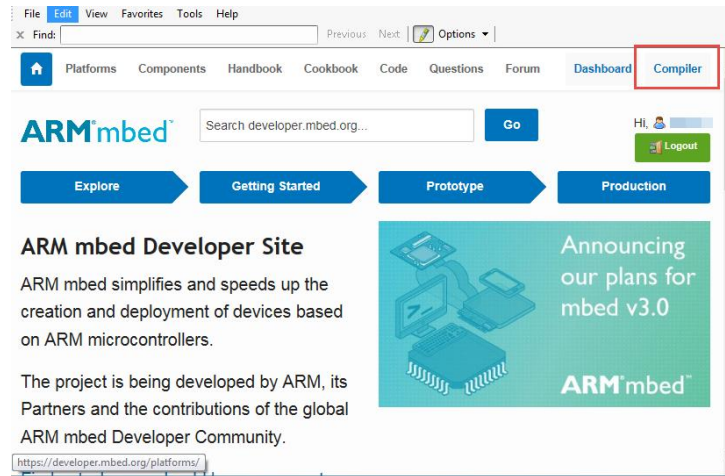 File Edit View Favorites Tools Help
x Find: Previous Next Options
Platforms Components Handbook Cookbook Code Questions Forum Dashboard Compiler
ARM®mbed™ Search developer.mbed.org... Go Hi,
Logout
Explore Getting Started Prototype Production
ARM mbed Developer Site
ARM mbed simplifies and speeds up the
creation and deployment of devices based
on ARM microcontrollers.
The project is being developed by ARM, its
Partners and the contributions of the global
ARM mbed Developer Community.
Announcing
our plans for
mbed v3.0
ARM®mbed™
https://developer.mbed.org/platforms/